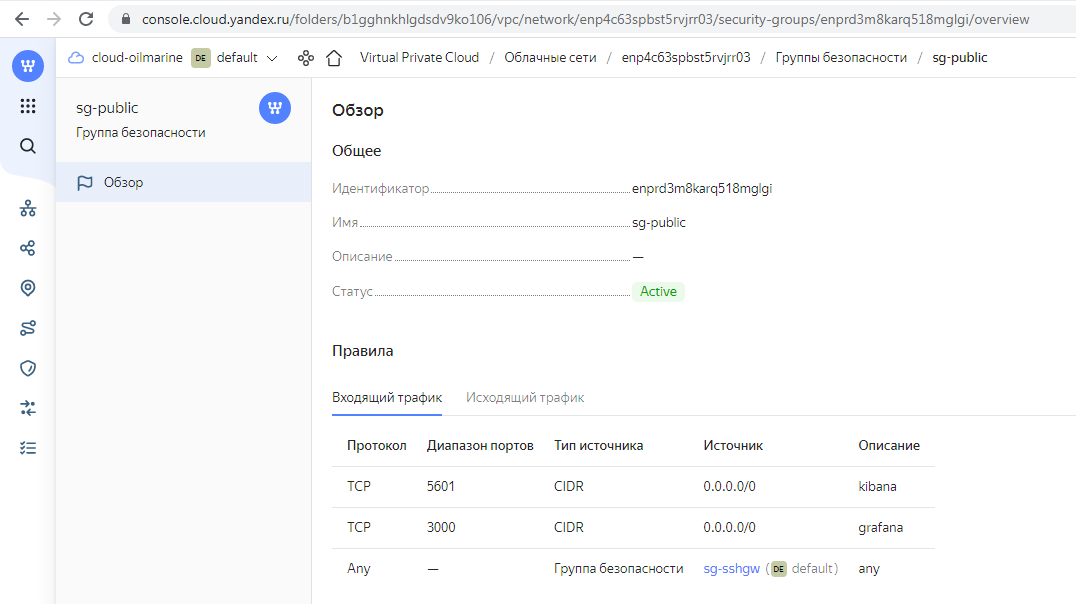 console.cloud.yandex.ru/folders/b1gghnkhlgdsdv9ko106/vpc/network/enp4c63spbst5rvjrr03/security-groups/enprd3m8karq518mglgi/overview
cloud-oilmarine DE default Virtual Private Cloud / Облачные сети / enp4c63spbst5rvjrr03 / Группы безопасности / sg-public
sg-public
Группа безопасности
Обзор
Обзор
Общее
Идентификатор enprd3m8karq518mglgi
Имя sg-public
Описание —
Статус Active
Правила
Входящий трафик Исходящий трафик
Протокол Диапазон портов Тип источника Источник Описание
TCP 5601 CIDR 0.0.0.0/0 kibana
TCP 3000 CIDR 0.0.0.0/0 grafana
Any — Группа безопасности sg-sshgw (DE default) any